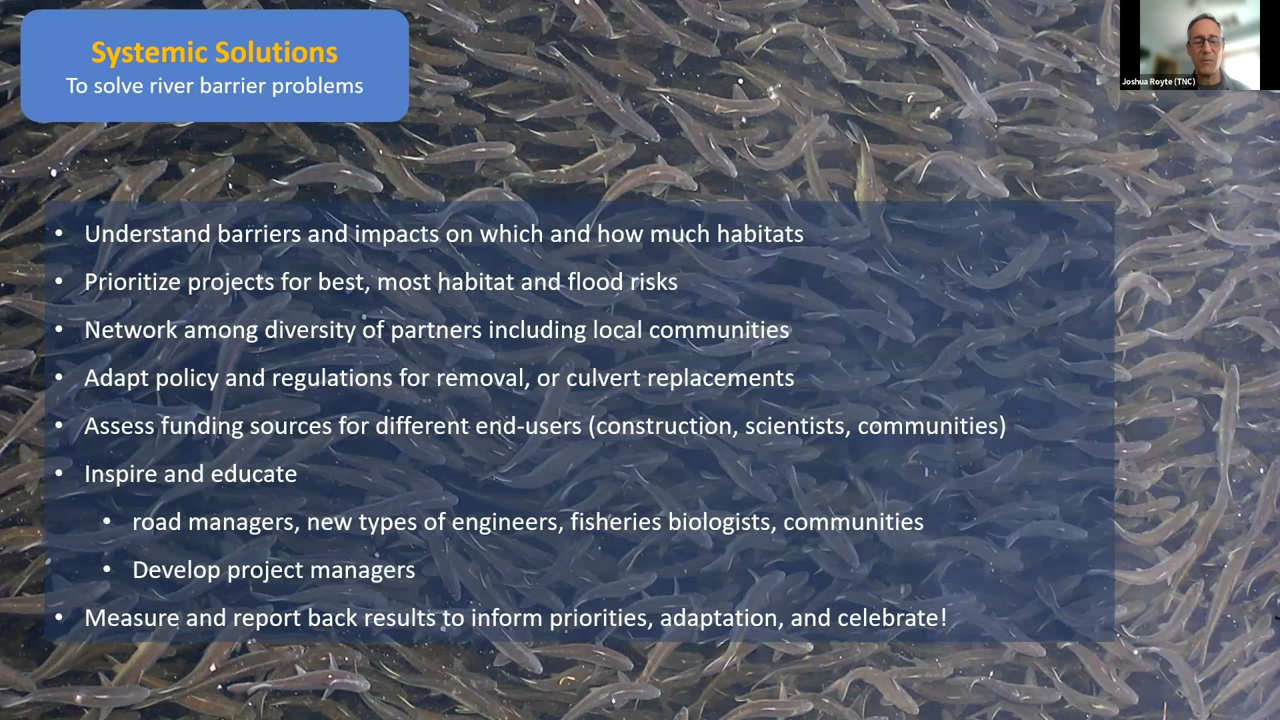 Systemic Solutions
To solve river barrier problems
Joshua Royte (TNC)
• Understand barriers and impacts on which and how much habitats
• Prioritize projects for best, most habitat and flood risks
• Network among diversity of partners including local communities
• Adapt policy and regulations for removal, or culvert replacements
• Assess funding sources for different end-users (construction, scientists, communities)
• Inspire and educate
• road managers, new types of engineers, fisheries biologists, communities
• Develop project managers
• Measure and report back results to inform priorities, adaptation, and celebrate!